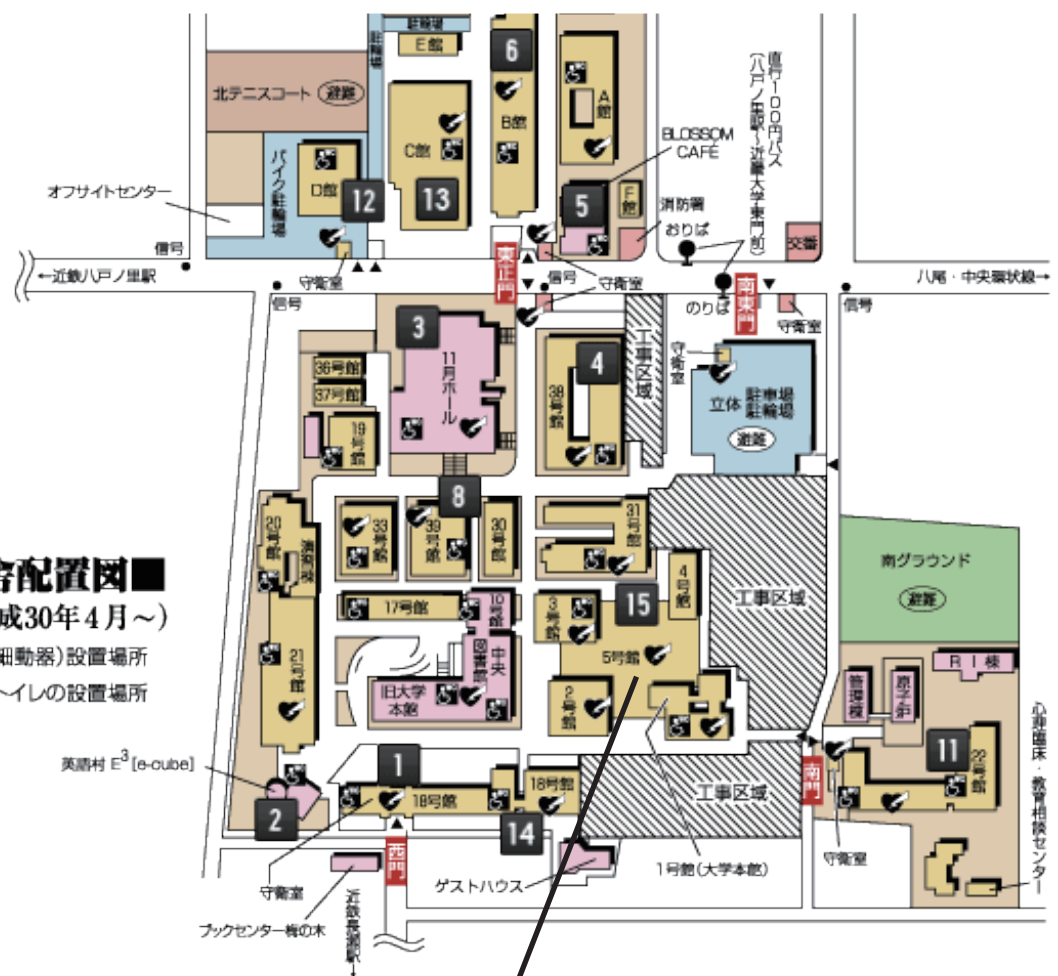 駐輪場
E館
6
直行100円バス
(八戸ノ里駅〜近畿大学東門前)
北テニスコート
避難
A館
B館
C館
BLOSSOM
CAFÉ
バイク駐輪場
D館
オフサイトセンター
12
13
5
F館
消防署
おりば
交番
信号
←近鉄八戸ノ里駅
守衛室
東正門
信号
守衛室
八尾・中央環状線→
信号
のりば
南東門
守衛室
信号
3
11月ホール
4
工事区域
守衛室
36号館
37号館
38号館
立体
駐車場
駐輪場
避難
19号館
8
20号館
33号館
39号館
30号館
31号館
南グラウンド
避難
舎配置図■
成30年4月〜)
細動器)設置場所
トイレの設置場所
17号館
10号館
3号館
15
4号館
工事区域
21号館
中央
図書館
5号館
旧大学
本館
2号館
RI棟
管理棟
原子炉
心理臨床・教育相談センター
英語村 E³ [e-cube]
1
18号館
18号館
工事区域
南門
11
22号館
2
14
西門
1号館(大学本館)
守衛室
守衛室
ゲストハウス
ブックセンター梅の木
近鉄長瀬駅→